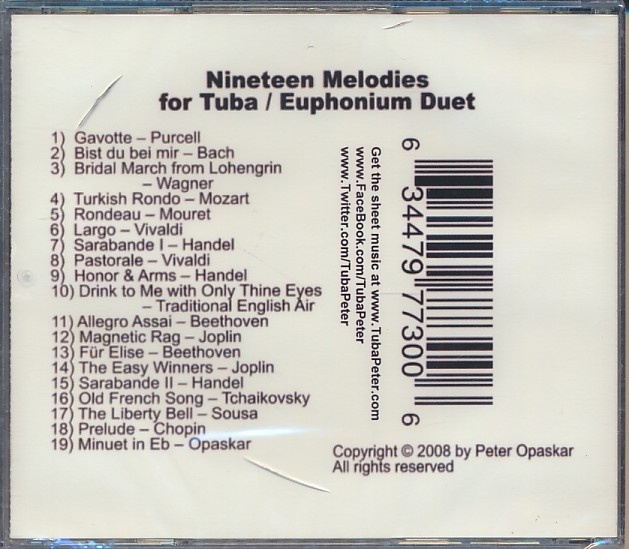 Nineteen Melodies
for Tuba / Euphonium Duet
1) Gavotte – Purcell
2) Bist du bei mir – Bach
3) Bridal March from Lohengrin
– Wagner
4) Turkish Rondo – Mozart
5) Rondeau – Mouret
6) Largo – Vivaldi
7) Sarabande I – Handel
8) Pastorale – Vivaldi
9) Honor & Arms – Handel
10) Drink to Me with Only Thine Eyes
– Traditional English Air
11) Allegro Assai – Beethoven
12) Magnetic Rag – Joplin
13) Für Elise – Beethoven
14) The Easy Winners – Joplin
15) Sarabande II – Handel
16) Old French Song – Tchaikovsky
17) The Liberty Bell – Sousa
18) Prelude – Chopin
19) Minuet in Eb – Opaskar
Get the sheet music at www.TubaPeter.com
www.FaceBook.com/TubaPeter
www.Twitter.com/TubaPeter
6 34479 77300 6
Copyright © 2008 by Peter Opaskar
All rights reserved